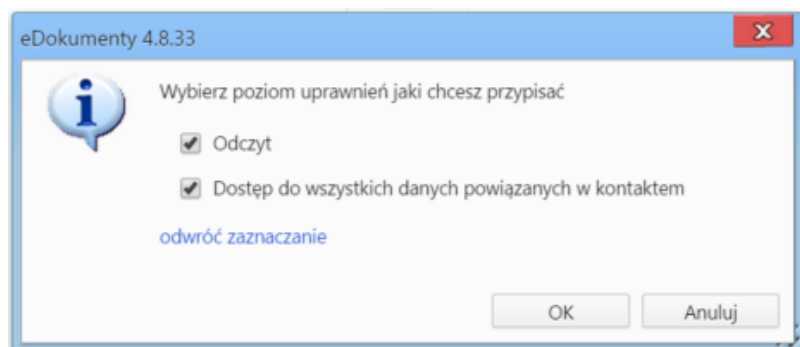 eDokumenty 4.8.33
Wybierz poziom uprawnień jaki chcesz przypisać
Odczyt
Dostęp do wszystkich danych powiązanych w kontaktem
odwróć zaznaczanie
OK
Anuluj